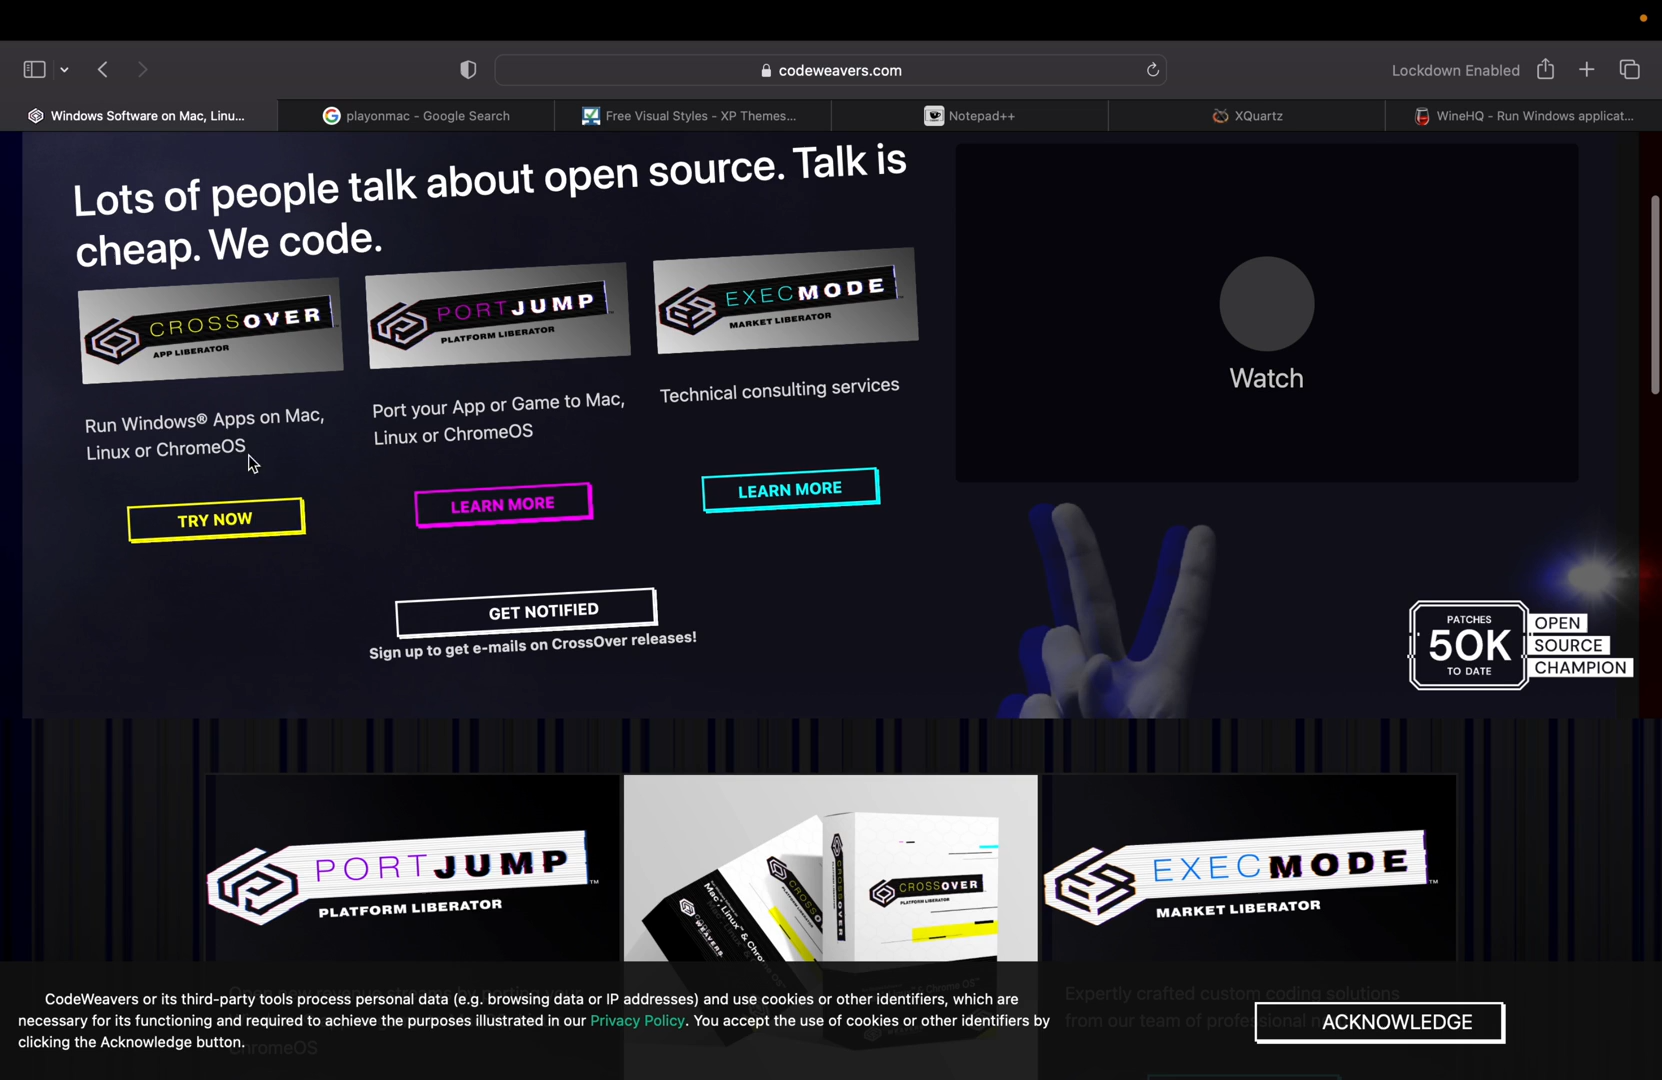 codeweavers.com
Lockdown Enabled
Windows Software on Mac, Linu...
playonmac - Google Search
Free Visual Styles - XP Themes...
Notepad++
XQuartz
WineHQ - Run Windows applicat...
Lots of people talk about open source. Talk is
cheap. We code.
CROSSOVER
APP LIBERATOR
PORTJUMP
PLATFORM LIBERATOR
EXECMODE
MARKET LIBERATOR
Run Windows® Apps on Mac,
Linux or ChromeOS
Port your App or Game to Mac,
Linux or ChromeOS
Technical consulting services
TRY NOW
LEARN MORE
LEARN MORE
Watch
GET NOTIFIED
Sign up to get e-mails on CrossOver releases!
PATCHES
50K
TO DATE
OPEN
SOURCE
CHAMPION
PORTJUMP™
PLATFORM LIBERATOR
CROSSOVER
PLATFORM LIBERATOR
EXECMODE™
MARKET LIBERATOR
Expertly crafted custom coding solutions
from our team of
ChromeOS
CodeWeavers or its third-party tools process personal data (e.g. browsing data or IP addresses) and use cookies or other identifiers, which are
necessary for its functioning and required to achieve the purposes illustrated in our Privacy Policy. You accept the use of cookies or other identifiers by
clicking the Acknowledge button.
ACKNOWLEDGE